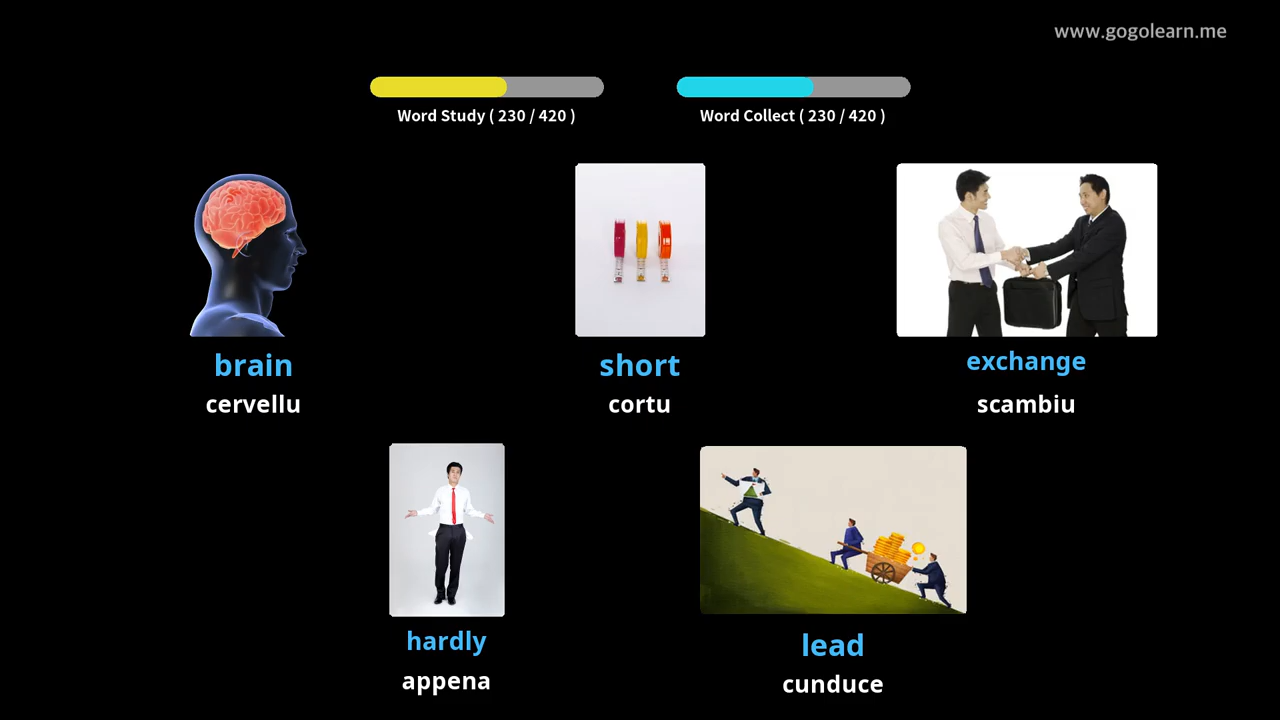 www.gogolearn.me
Word Study ( 230 / 420 )
Word Collect ( 230 / 420 )
brain
cervellu
short
cortu
exchange
scambiu
hardly
appena
lead
cunduce